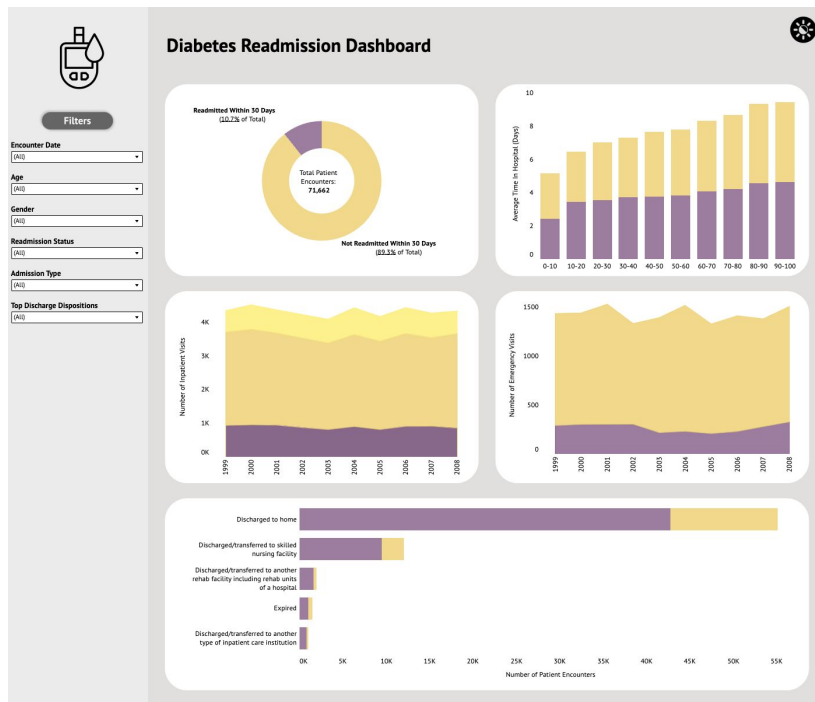 Diabetes Readmission Dashboard
Filters
Encounter Date
(All)
Age
(All)
Gender
(All)
Readmission Status
(All)
Admission Type
(All)
Top Discharge Dispositions
(All)
Readmitted Within 30 Days
(10.7% of Total)
Total Patient
Encounters:
71,662
Not Readmitted Within 30 Days
(89.3% of Total)
Average Time In Hospital (Days)
10
8
6
4
2
0
0-10 10-20 20-30 30-40 40-50 50-60 60-70 70-80 80-90 90-100
Number of Inpatient Visits
4K
3K
2K
1K
0K
1999 2000 2001 2002 2003 2004 2005 2006 2007 2008
Number of Emergency Visits
1500
1000
500
0
1999 2000 2001 2002 2003 2004 2005 2006 2007 2008
Discharged to home
Discharged/transferred to skilled
nursing facility
Discharged/transferred to another
rehab facility including rehab units
of a hospital
Expired
Discharged/transferred to another
type of inpatient care institution
0K 5K 10K 15K 20K 25K 30K 35K 40K 45K 50K 55K
Number of Patient Encounters